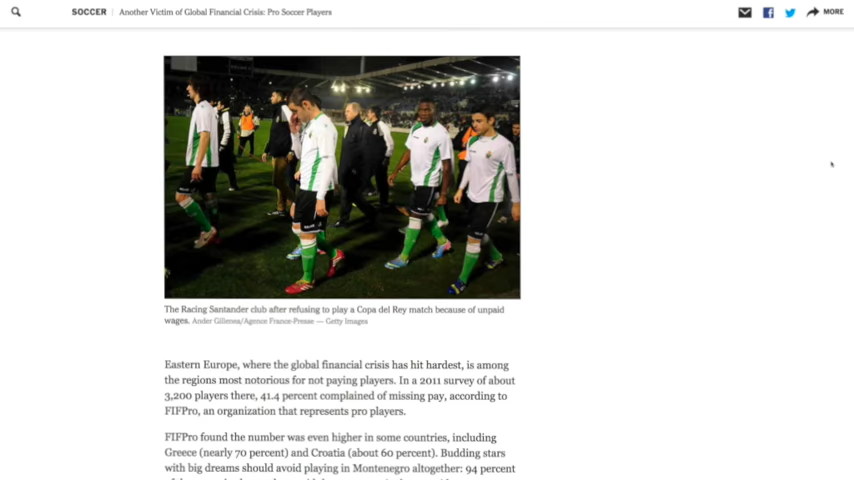 SOCCER | Another Victim of Global Financial Crisis: Pro Soccer Players
MORE
The Racing Santander club after refusing to play a Copa del Rey match because of unpaid
wages. Ander Gillenea/Agence France-Presse — Getty Images
Eastern Europe, where the global financial crisis has hit hardest, is among
the regions most notorious for not paying players. In a 2011 survey of about
3,200 players there, 41.4 percent complained of missing pay, according to
FIFPro, an organization that represents pro players.
FIFPro found the number was even higher in some countries, including
Greece (nearly 70 percent) and Croatia (about 60 percent). Budding stars
with big dreams should avoid playing in Montenegro altogether: 94 percent